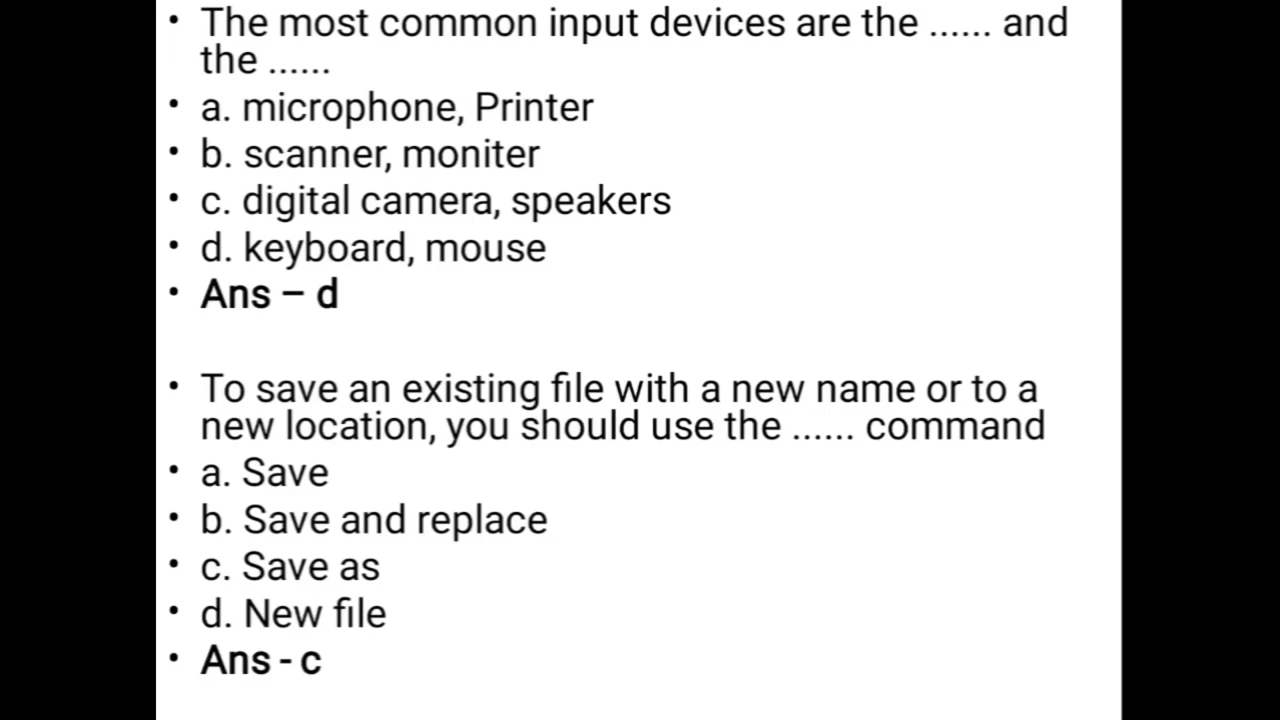 • The most common input devices are the ...... and
the ......
• a. microphone, Printer
• b. scanner, moniter
• c. digital camera, speakers
• d. keyboard, mouse
• Ans – d
• To save an existing file with a new name or to a
new location, you should use the ...... command
• a. Save
• b. Save and replace
• c. Save as
• d. New file
• Ans - c